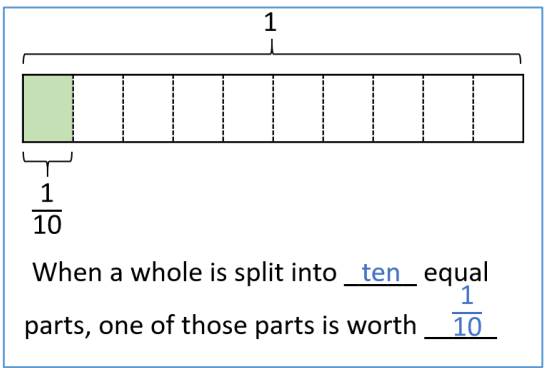 1
1/10
When a whole is split into ten equal
parts, one of those parts is worth 1/10